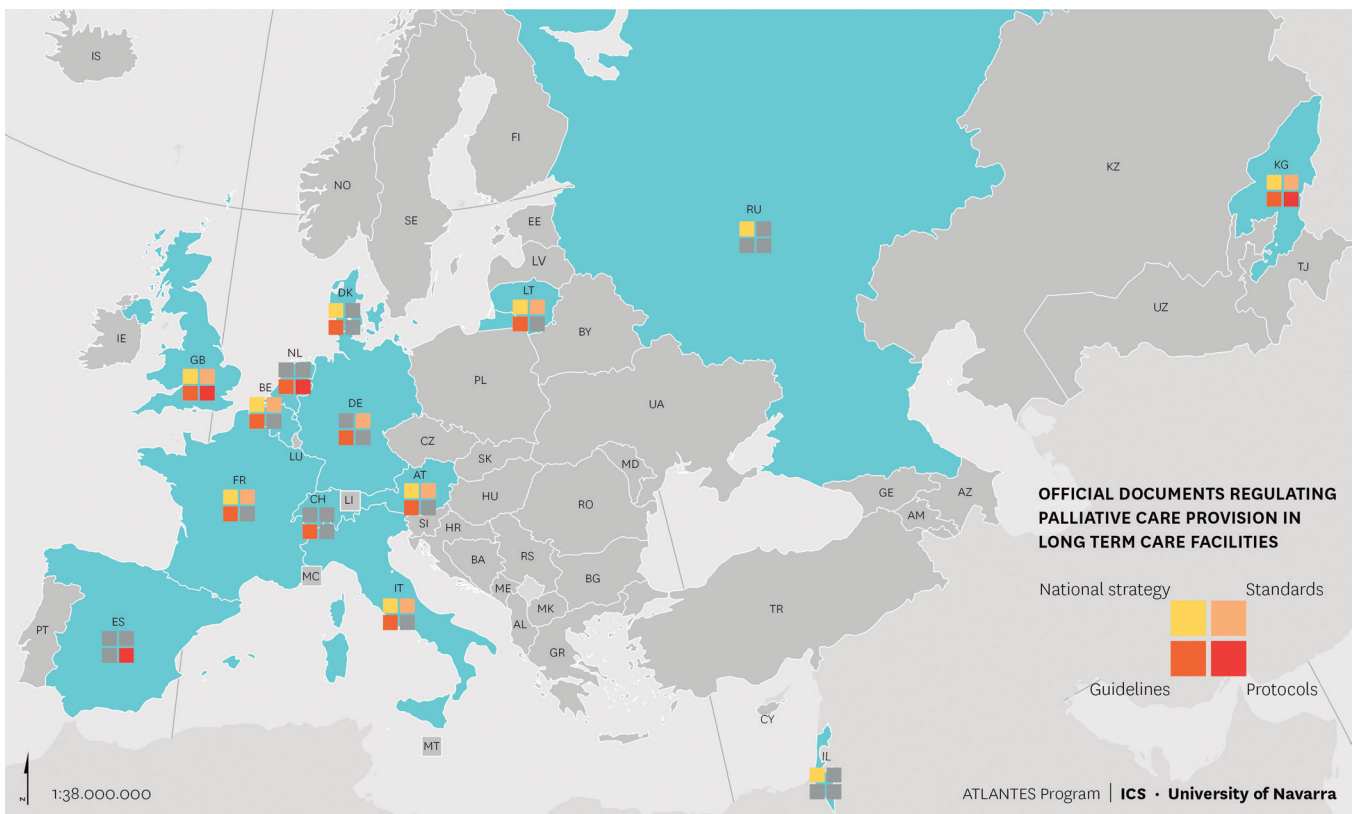 IS
FI
NO
SE
EE
LV
LT
DK
IE
GB
NL
BE
DE
PL
BY
RU
KZ
KG
TJ
UZ
UA
CZ
SK
LU
FR
CH
LI
AT
HU
MD
RO
SI
HR
BA
RS
BG
ME
MK
AL
GR
MC
IT
ES
PT
MT
TR
GE
AM
AZ
CY
IL
OFFICIAL DOCUMENTS REGULATING
PALLIATIVE CARE PROVISION IN
LONG TERM CARE FACILITIES
National strategy
Standards
Guidelines
Protocols
N
1:38.000.000
ATLANTES Program | ICS · University of Navarra